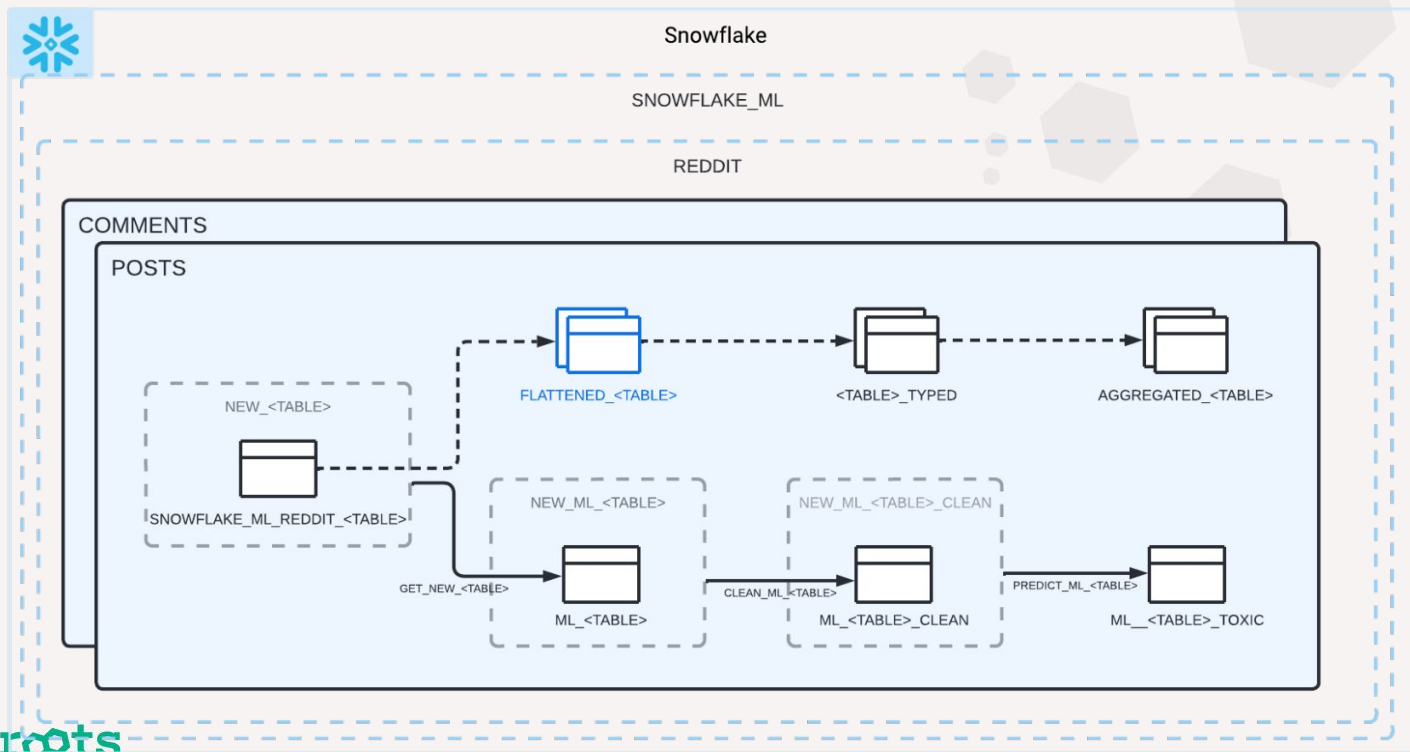 Snowflake
SNOWFLAKE_ML
REDDIT
COMMENTS
POSTS
FLATTENED_<TABLE>
<TABLE>_TYPED
AGGREGATED_<TABLE>
NEW_<TABLE>
SNOWFLAKE_ML_REDDIT_<TABLE>
NEW_ML_<TABLE>
NEW_ML_<TABLE>_CLEAN
GET_NEW_<TABLE>
CLEAN_ML_<TABLE>
PREDICT_ML_<TABLE>
ML_<TABLE>
ML_<TABLE>_CLEAN
ML__<TABLE>_TOXIC
roots